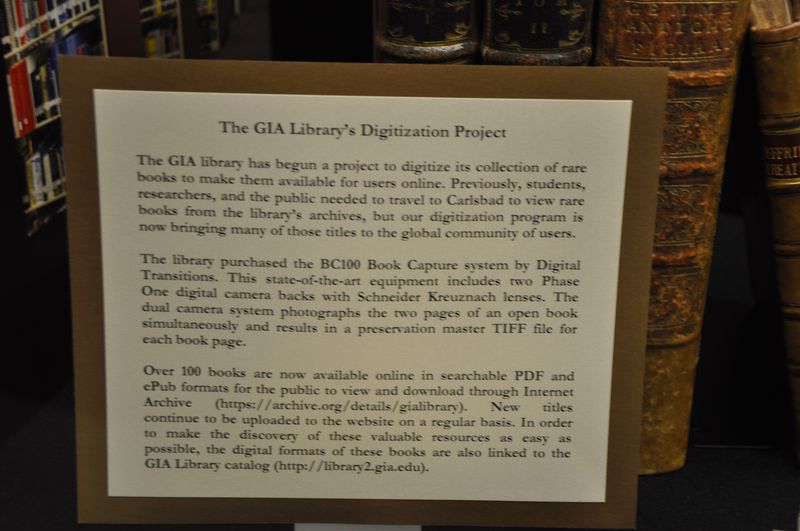 I
TOM
II
GEMME
ANTICHE
FIGURAT
The GIA Library's Digitization Project
The GIA library has begun a project to digitize its collection of rare
books to make them available for users online. Previously, students,
researchers, and the public needed to travel to Carlsbad to view rare
books from the library's archives, but our digitization program is
now bringing many of those titles to the global community of users.
The library purchased the BC100 Book Capture system by Digital
Transitions. This state-of-the-art equipment includes two Phase
One digital camera backs with Schneider Kreuznach lenses. The
dual camera system photographs the two pages of an open book
simultaneously and results in a preservation master TIFF file for
each book page.
Over 100 books are now available online in searchable PDF and
ePub formats for the public to view and download through Internet
Archive (https://archive.org/details/gialibrary). New titles
continue to be uploaded to the website on a regular basis. In order
to make the discovery of these valuable resources as easy as
possible, the digital formats of these books are also linked to the
GIA Library catalog (http://library2.gia.edu).